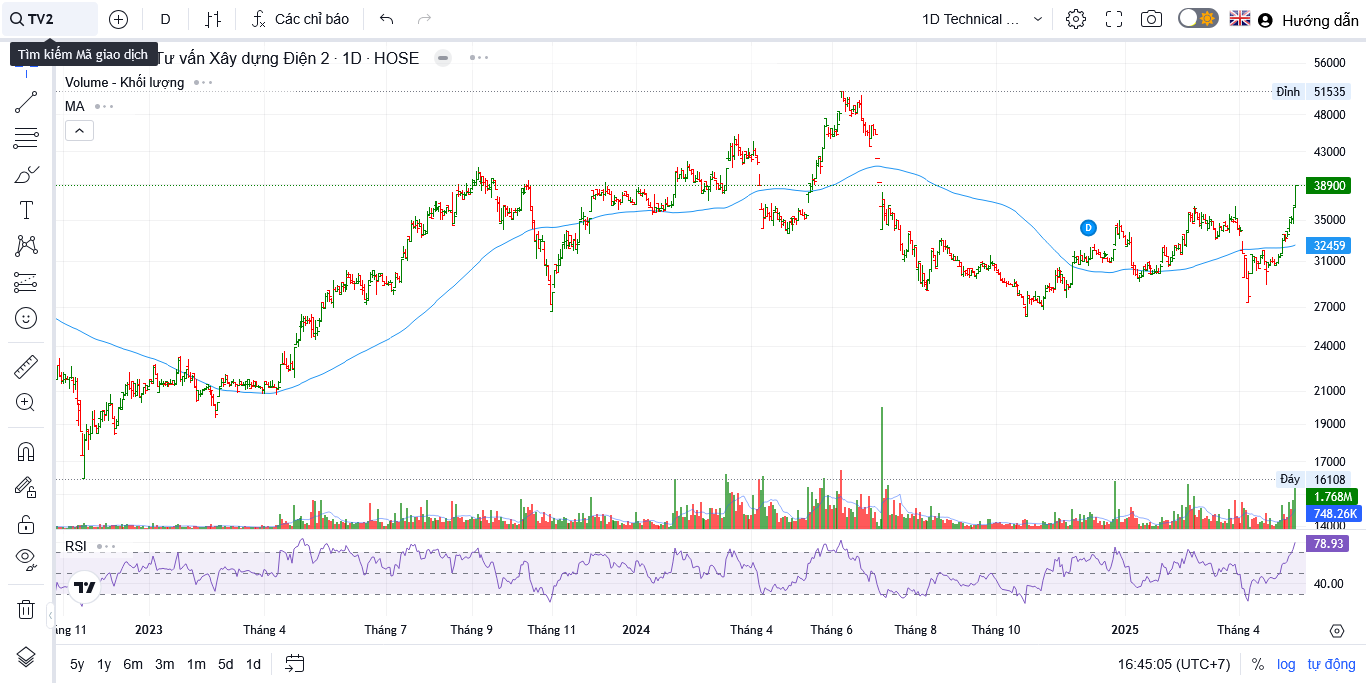 TV2
D
Các chỉ báo
1D Technical ...
Hướng dẫn
Tìm kiếm Mã giao dịch
Tư vấn Xây dựng Điện 2 · 1D · HOSE
Volume - Khối lượng
MA
56000
Đỉnh 51535
48000
43000
38900
35000
32459
31000
27000
24000
21000
19000
17000
Đáy 16108
1.768M
748.26K
14000
D
RSI
78.93
40.00
ng 11
2023
Tháng 4
Tháng 7
Tháng 9
Tháng 11
2024
Tháng 4
Tháng 6
Tháng 8
Tháng 10
2025
Tháng 4
5y 1y 6m 3m 1m 5d 1d
16:45:05 (UTC+7)
% log tự động